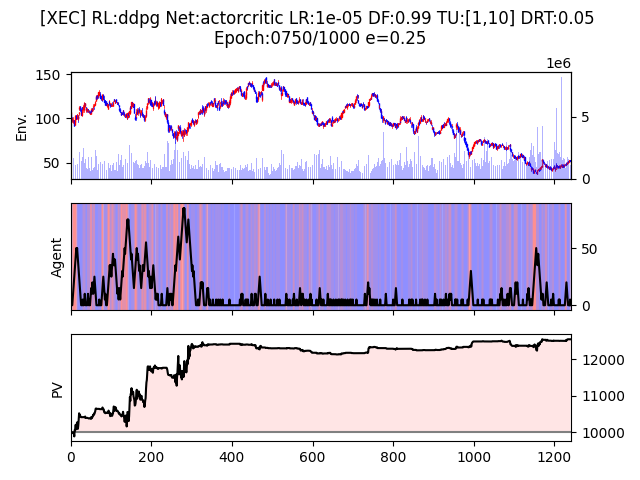 [XEC] RL:ddpg Net:actorcritic LR:1e-05 DF:0.99 TU:[1,10] DRT:0.05
Epoch:0750/1000 e=0.25
1e6
150
100
50
Env.
5
0
Agent
50
0
PV
12000
11000
10000
0 200 400 600 800 1000 1200